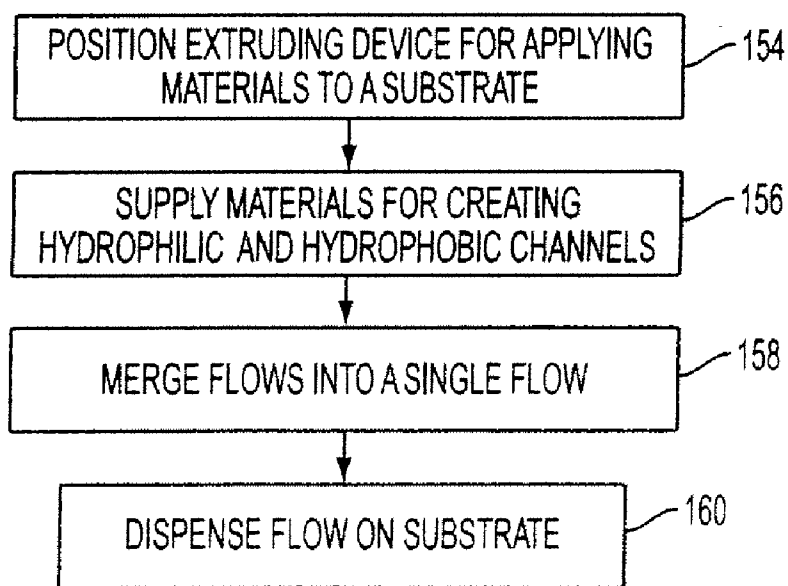 POSITION EXTRUDING DEVICE FOR APPLYING
MATERIALS TO A SUBSTRATE
154
SUPPLY MATERIALS FOR CREATING
HYDROPHILIC AND HYDROPHOBIC CHANNELS
156
MERGE FLOWS INTO A SINGLE FLOW
158
DISPENSE FLOW ON SUBSTRATE
160